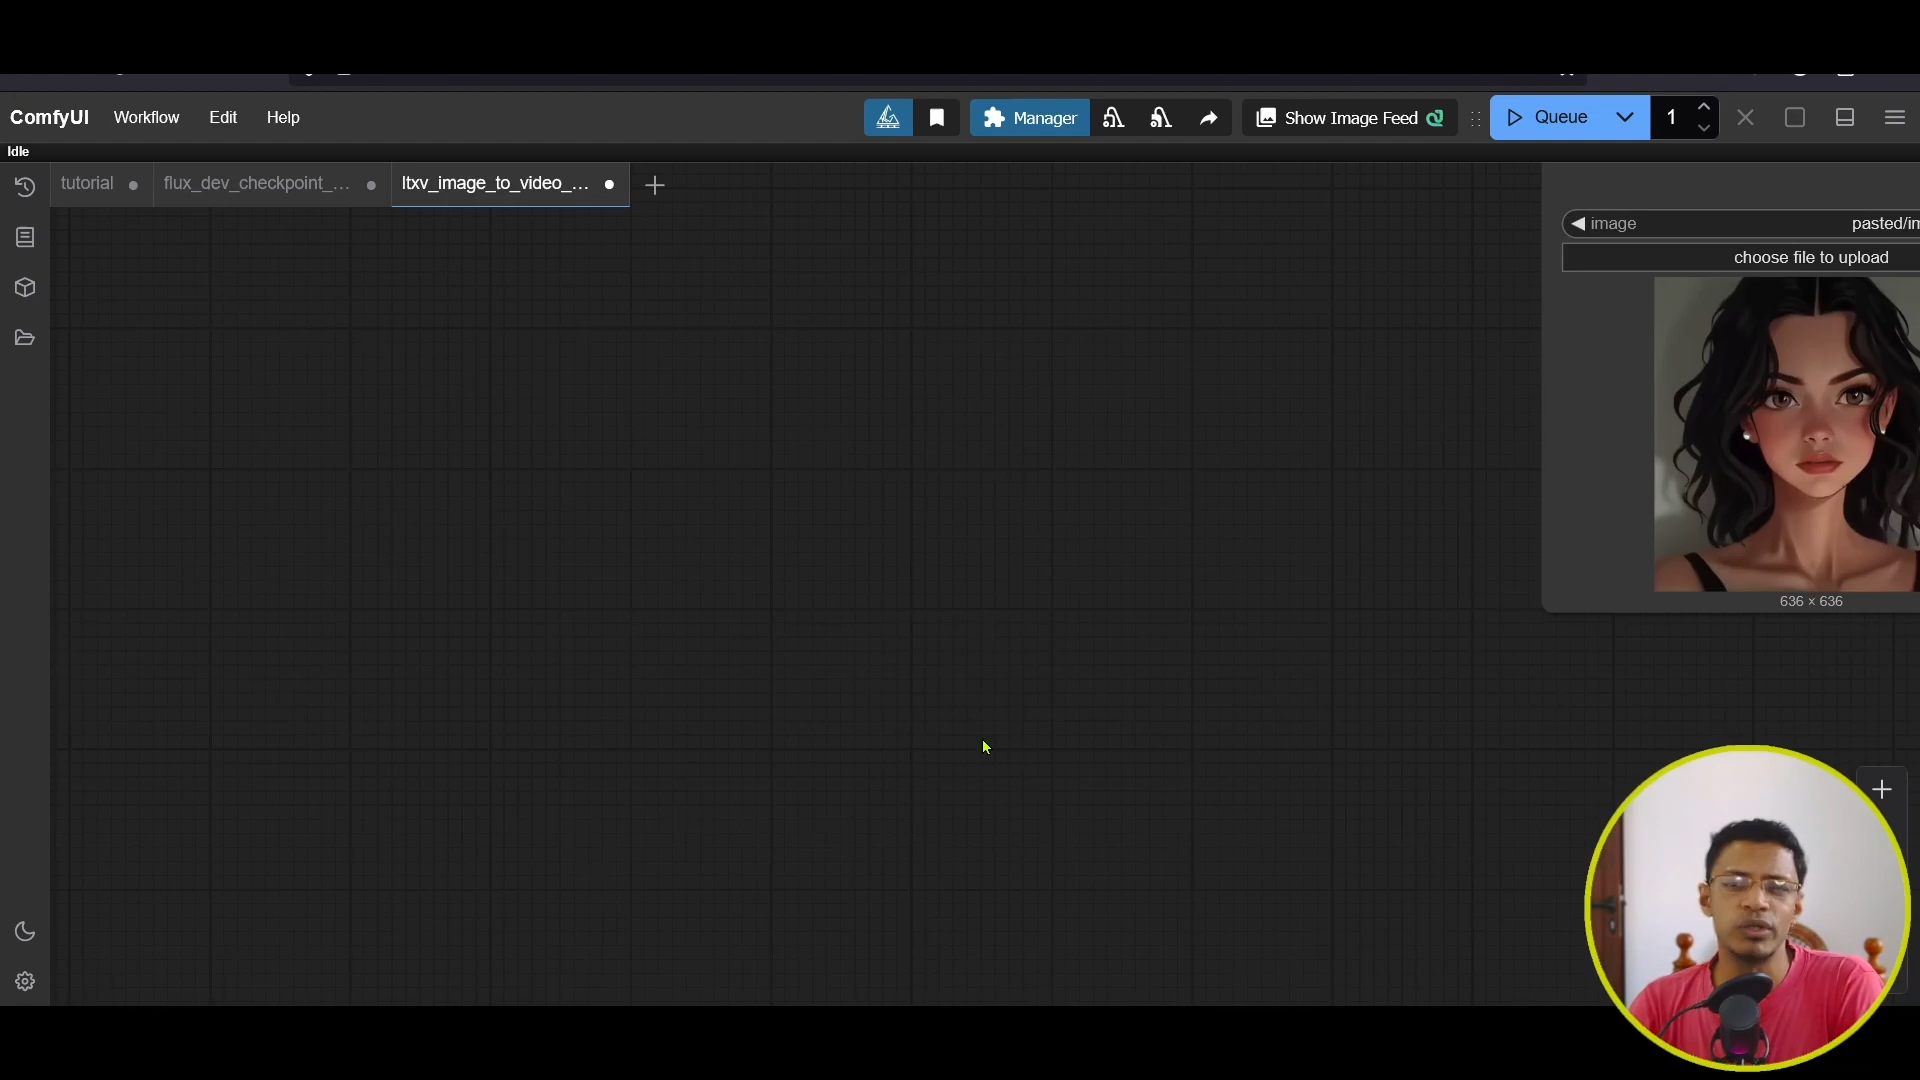 ComfyUI Workflow Edit Help Manager Show Image Feed Queue 1
Idle
tutorial flux_dev_checkpoint_... ltxv_image_to_video_...
image pasted/im
choose file to upload
636 × 636